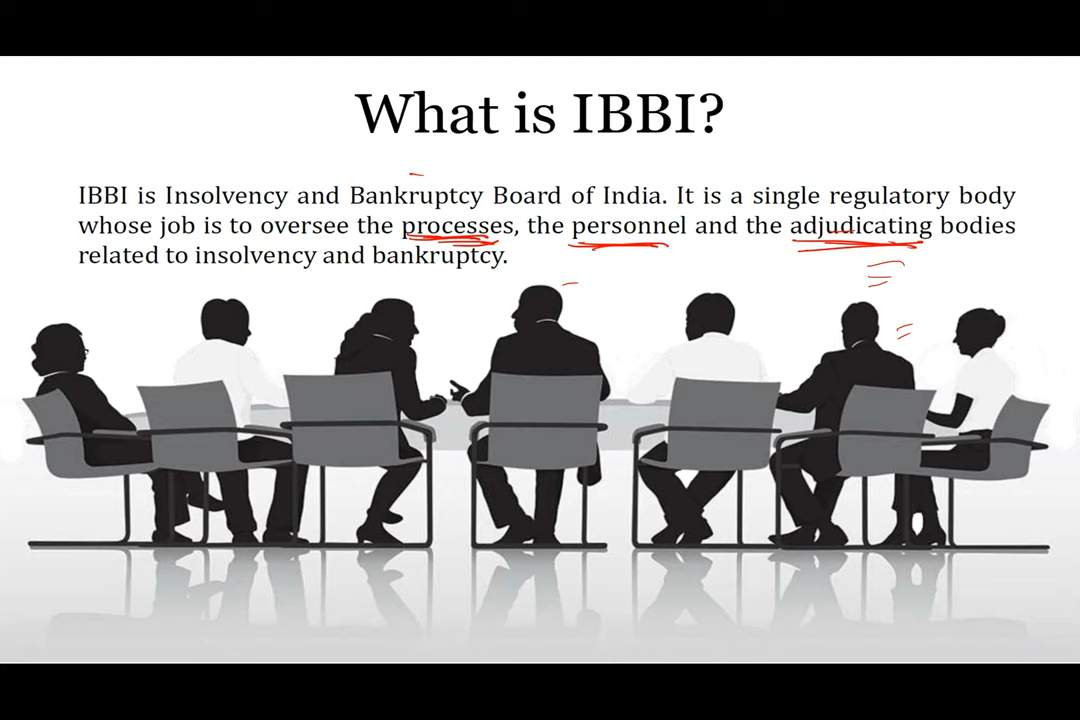 What is IBBI?
IBBI is Insolvency and Bankruptcy Board of India. It is a single regulatory body
whose job is to oversee the processes, the personnel and the adjudicating bodies
related to insolvency and bankruptcy.